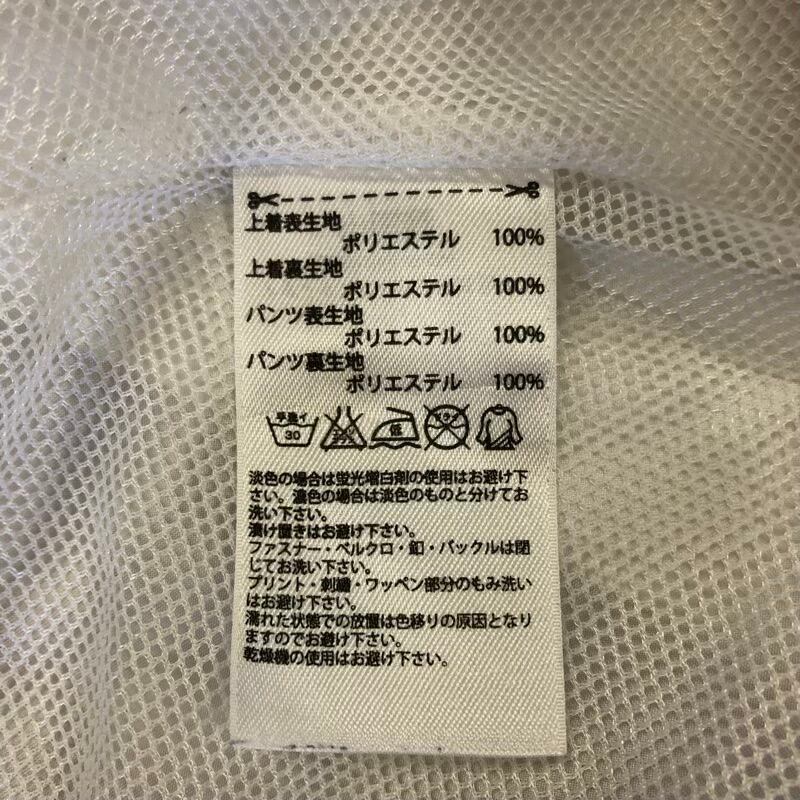 上着表生地
ポリエステル 100%
上着裏生地
ポリエステル 100%
パンツ表生地
ポリエステル 100%
パンツ裏生地
ポリエステル 100%
手洗イ 30 低
淡色の場合は蛍光増白剤の使用はお避け下
さい。濃色の場合は淡色のものと分けてお
洗い下さい。
漬け置きはお避け下さい。
ファスナー・ベルクロ・釦・バックルは閉
じてお洗い下さい。
プリント・刺繍・ワッペン部分のもみ洗い
はお避け下さい。
濡れた状態での放置は色移りの原因となり
ますのでお避け下さい。
乾燥機の使用はお避け下さい。